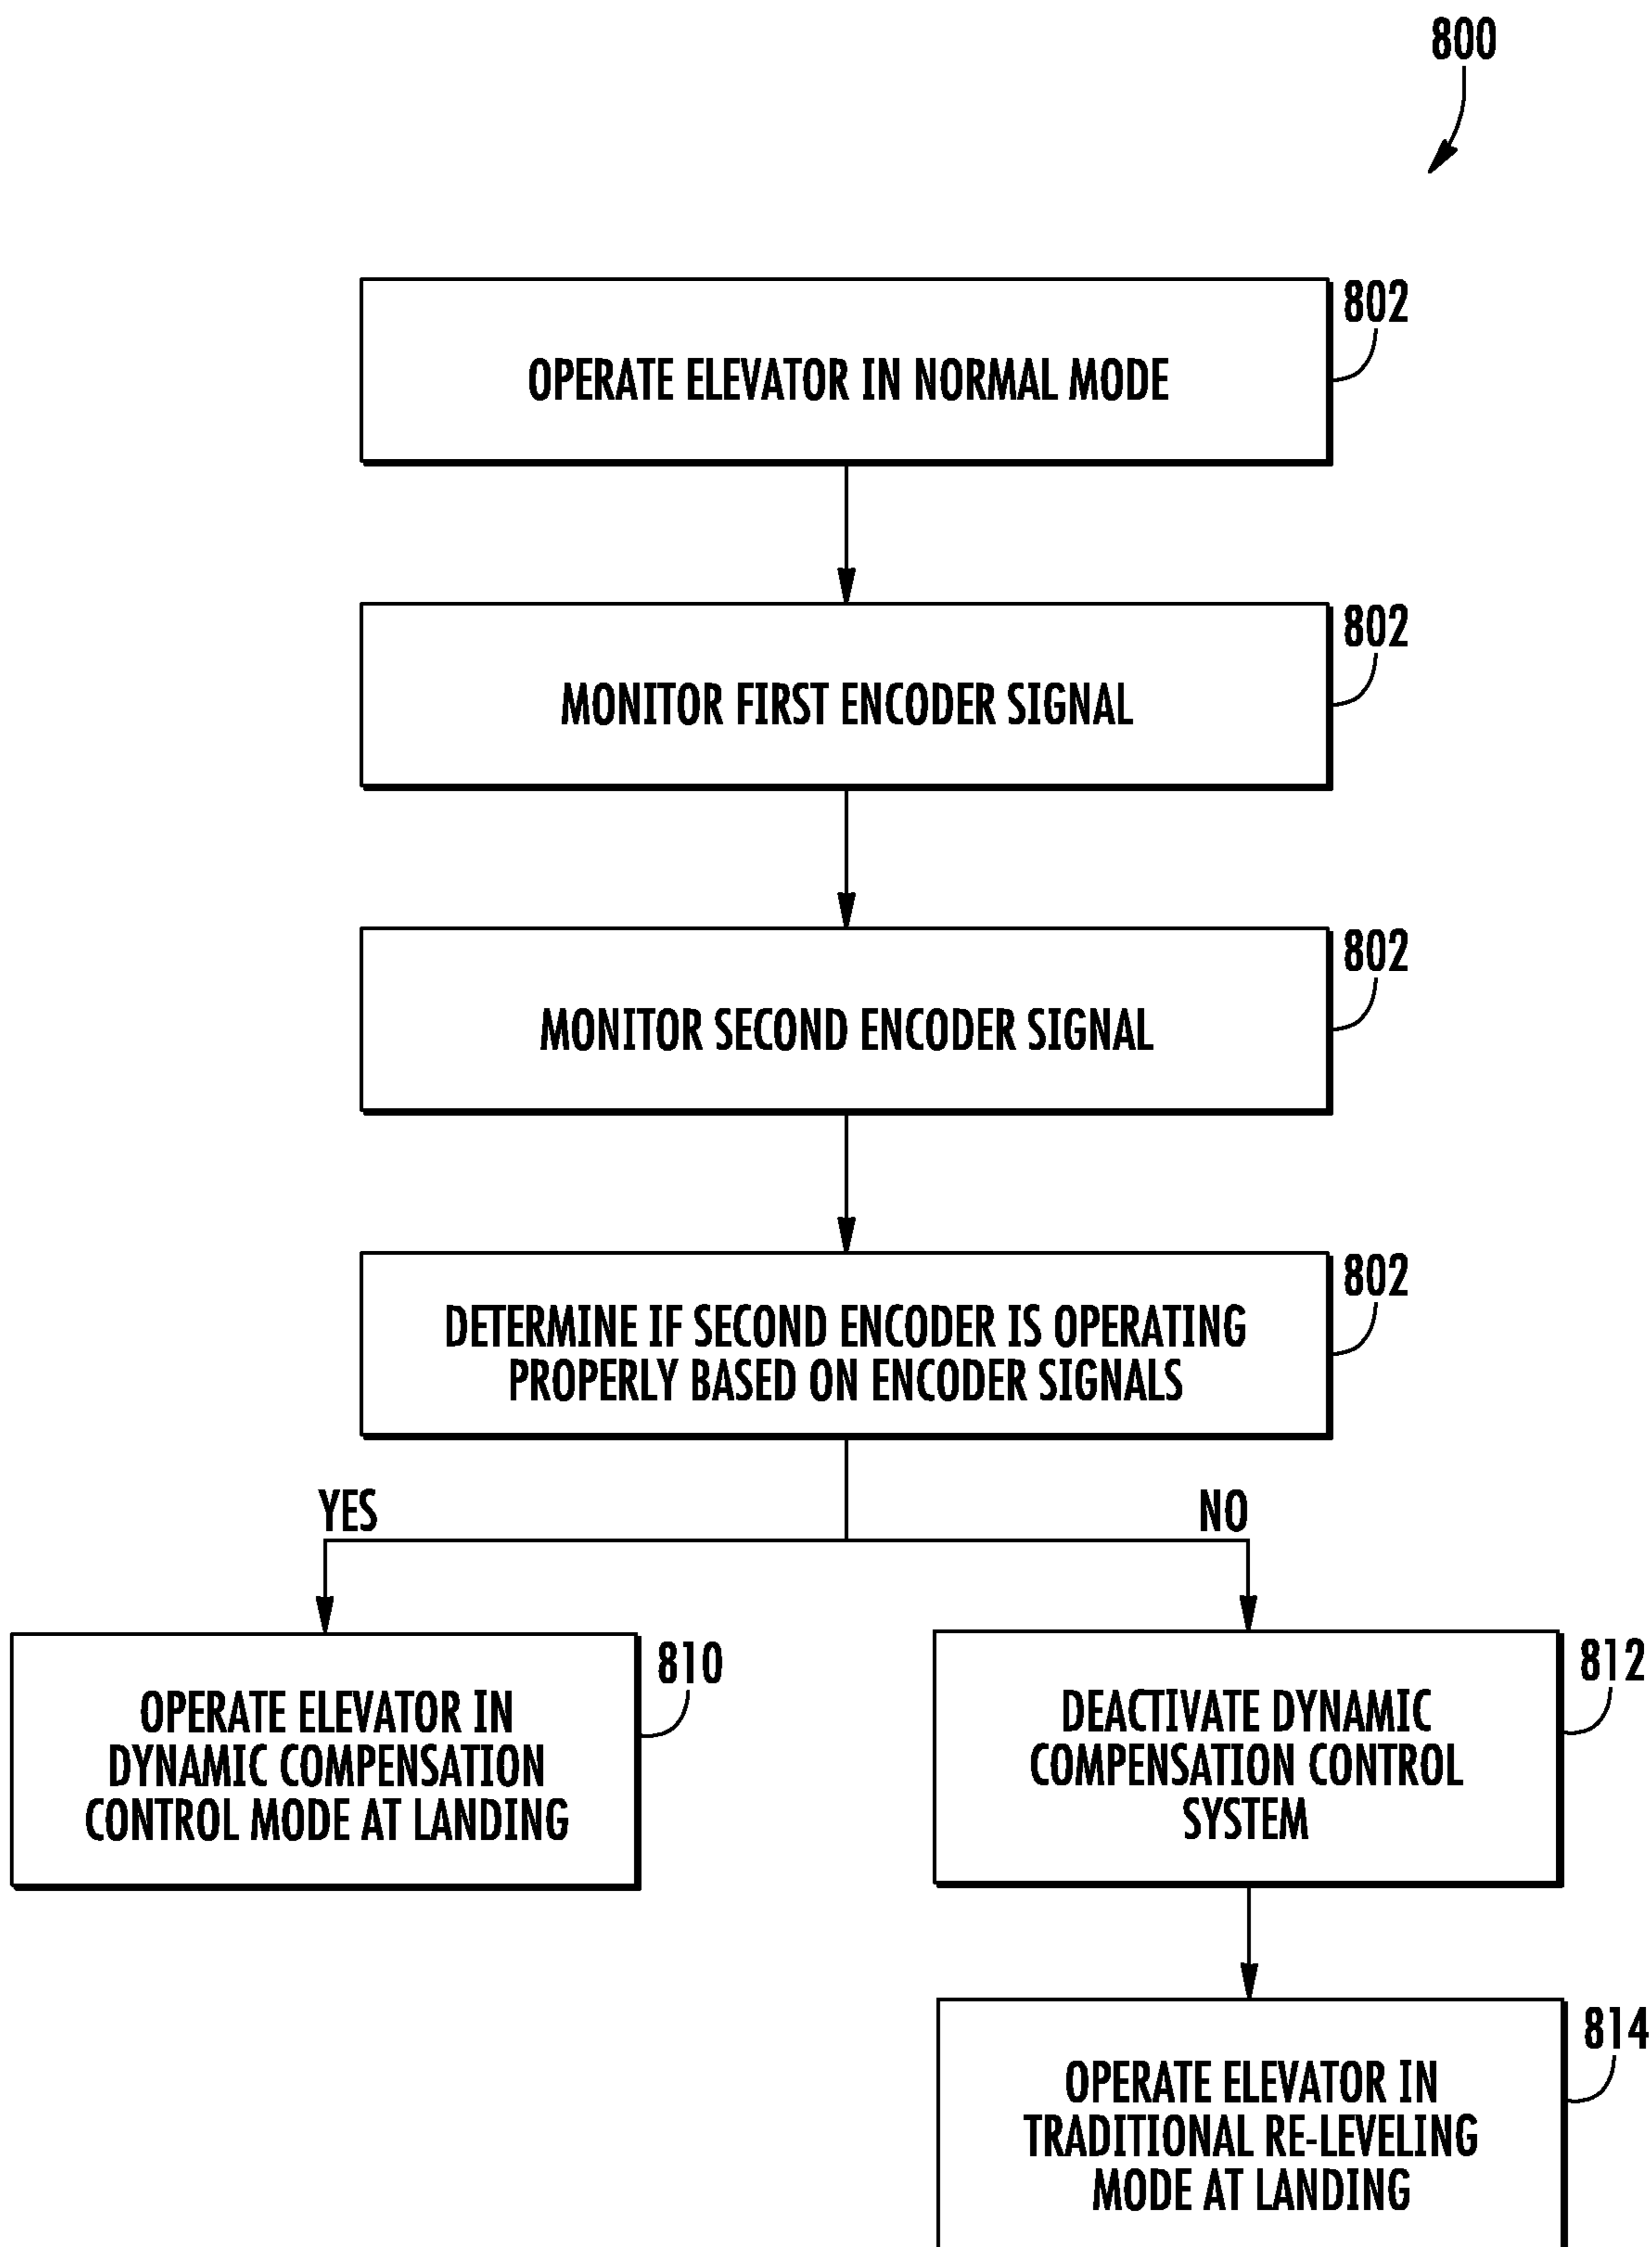 800
802
OPERATE ELEVATOR IN NORMAL MODE
802
MONITOR FIRST ENCODER SIGNAL
802
MONITOR SECOND ENCODER SIGNAL
802
DETERMINE IF SECOND ENCODER IS OPERATING
PROPERLY BASED ON ENCODER SIGNALS
YES
NO
810
OPERATE ELEVATOR IN
DYNAMIC COMPENSATION
CONTROL MODE AT LANDING
812
DEACTIVATE DYNAMIC
COMPENSATION CONTROL
SYSTEM
814
OPERATE ELEVATOR IN
TRADITIONAL RE-LEVELING
MODE AT LANDING